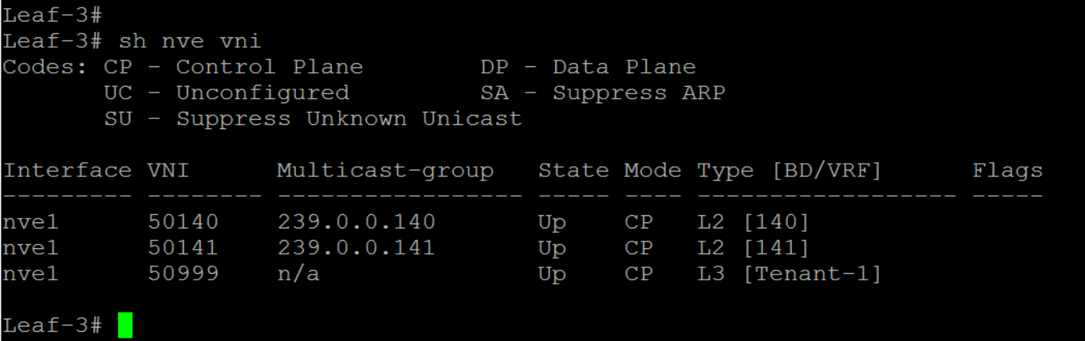 Leaf-3#
Leaf-3# sh nve vni
Codes: CP - Control Plane        DP - Data Plane
       UC - Unconfigured         SA - Suppress ARP
       SU - Suppress Unknown Unicast

Interface VNI      Multicast-group   State Mode Type [BD/VRF]      Flags
--------- -------- ----------------- ----- ---- ------------------ -----
nve1      50140    239.0.0.140       Up    CP   L2 [140]
nve1      50141    239.0.0.141       Up    CP   L2 [141]
nve1      50999    n/a               Up    CP   L3 [Tenant-1]

Leaf-3#